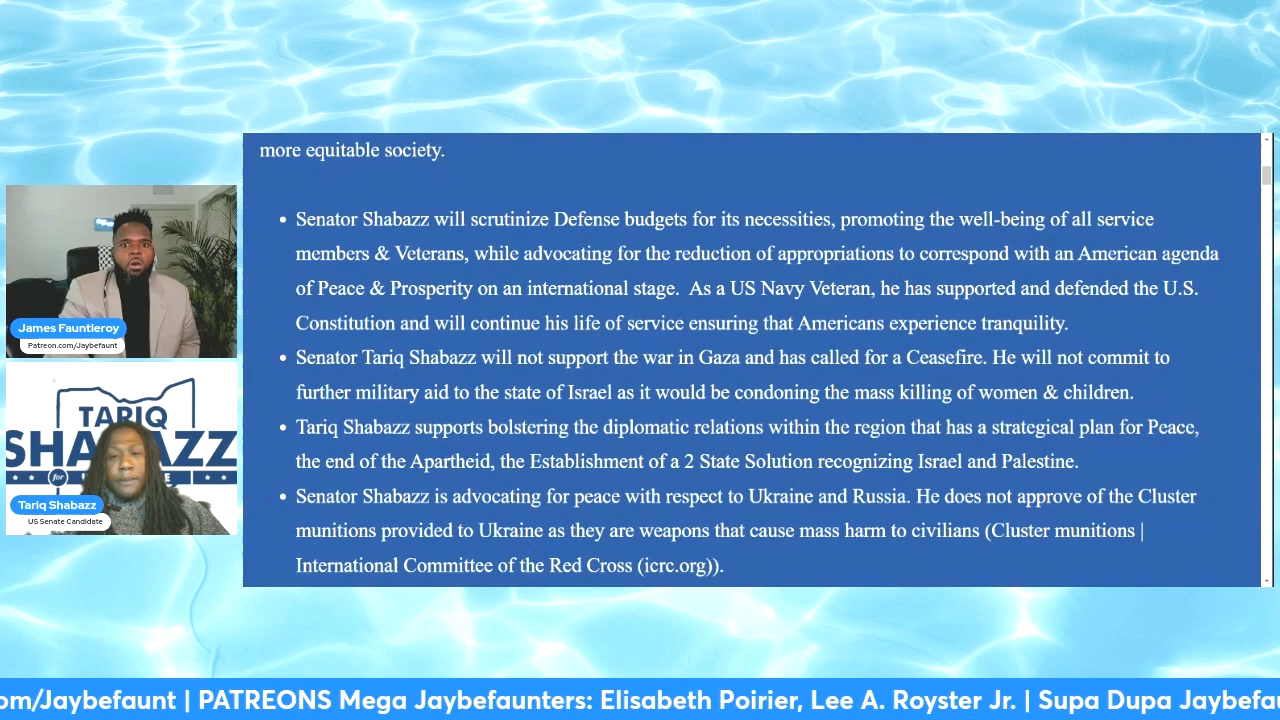 more equitable society.
• Senator Shabazz will scrutinize Defense budgets for its necessities, promoting the well-being of all service
members & Veterans, while advocating for the reduction of appropriations to correspond with an American agenda
of Peace & Prosperity on an international stage.  As a US Navy Veteran, he has supported and defended the U.S.
Constitution and will continue his life of service ensuring that Americans experience tranquility.
• Senator Tariq Shabazz will not support the war in Gaza and has called for a Ceasefire. He will not commit to
further military aid to the state of Israel as it would be condoning the mass killing of women & children.
• Tariq Shabazz supports bolstering the diplomatic relations within the region that has a strategical plan for Peace,
the end of the Apartheid, the Establishment of a 2 State Solution recognizing Israel and Palestine.
• Senator Shabazz is advocating for peace with respect to Ukraine and Russia. He does not approve of the Cluster
munitions provided to Ukraine as they are weapons that cause mass harm to civilians (Cluster munitions |
International Committee of the Red Cross (icrc.org)).
James Fauntleroy
Patreon.com/Jaybefaunt
TARIQ
SHABAZZ
for
Tariq Shabazz
US Senate Candidate
om/Jaybefaunt | PATREONS Mega Jaybefaunters: Elisabeth Poirier, Lee A. Royster Jr. | Supa Dupa Jaybefau